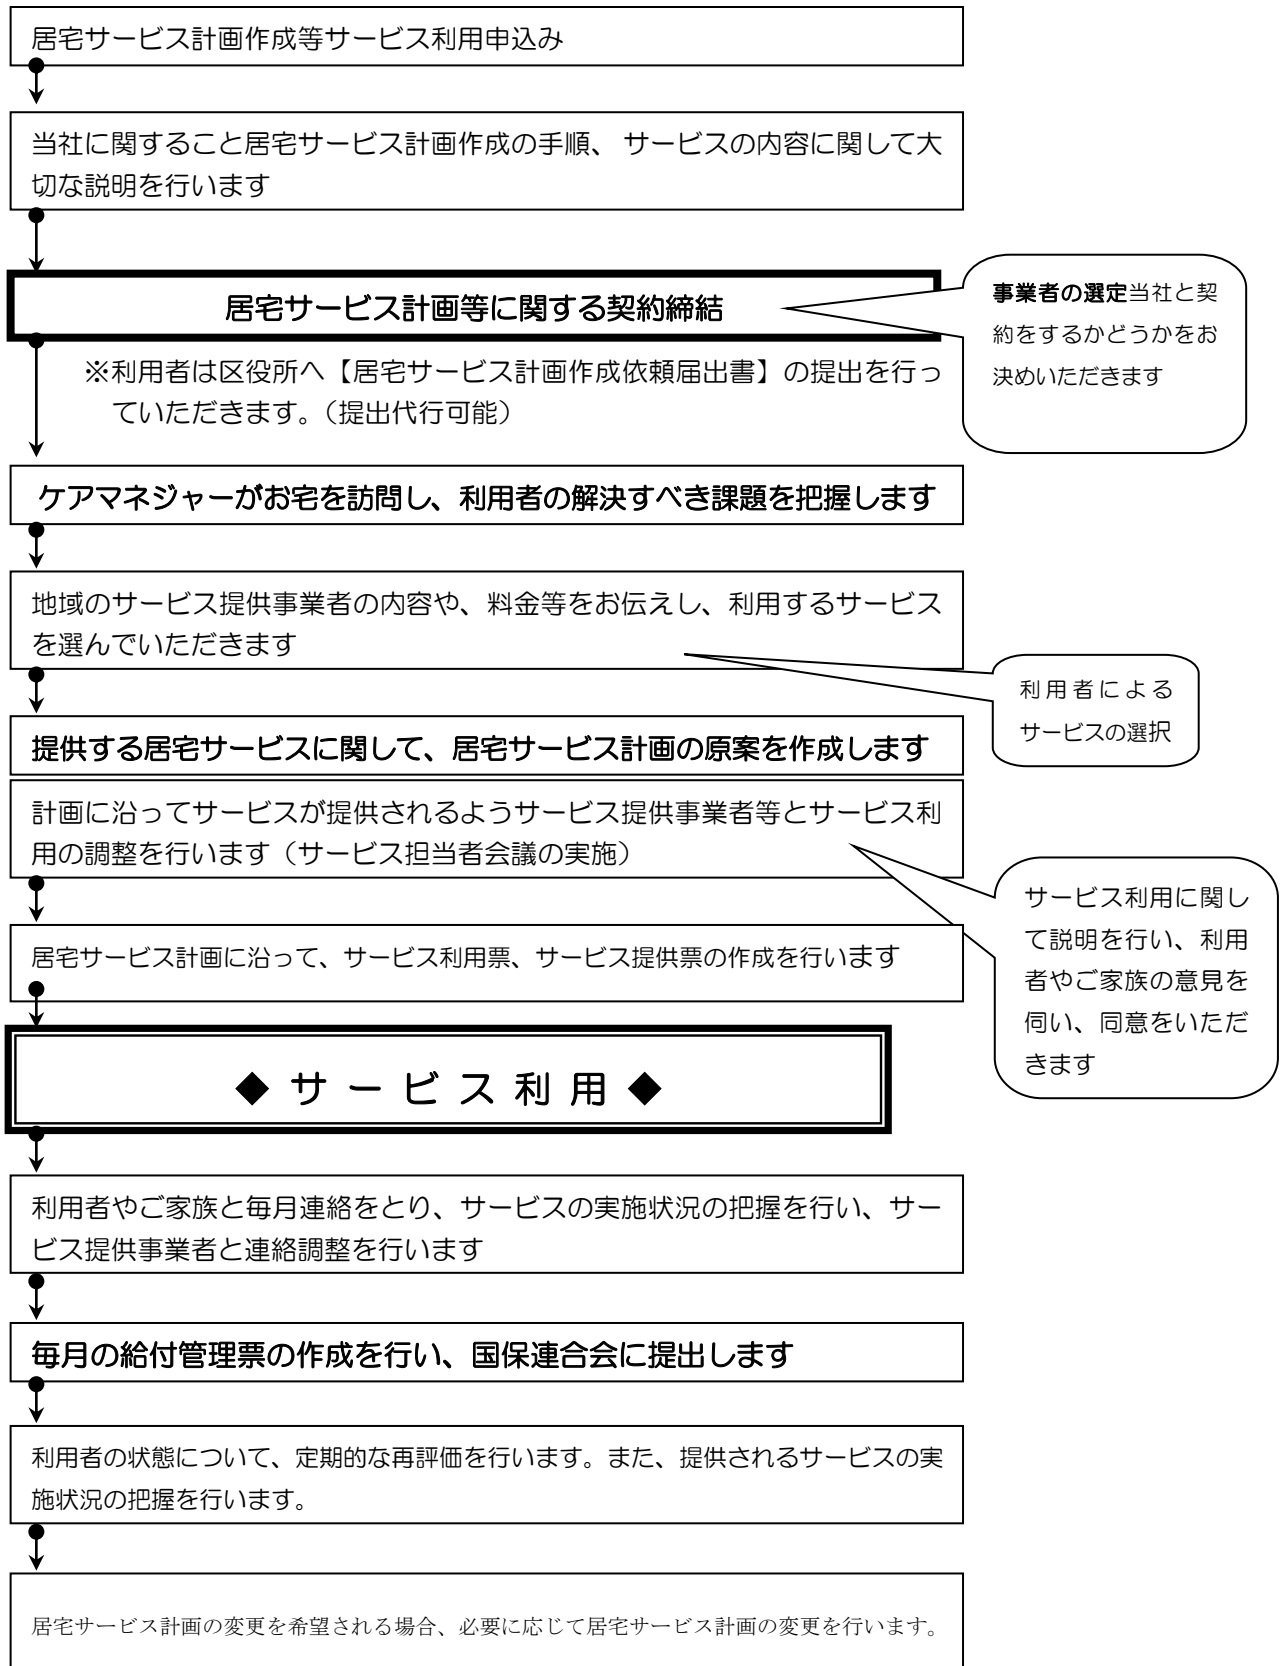 居宅サービス計画作成等サービス利用申込み
当社に関すること居宅サービス計画作成の手順、 サービスの内容に関して大
切な説明を行います
居宅サービス計画等に関する契約締結
事業者の選定当社と契
約をするかどうかをお
決めいただきます
※利用者は区役所へ【居宅サービス計画作成依頼届出書】の提出を行っ
ていただきます。（提出代行可能）
ケアマネジャーがお宅を訪問し、利用者の解決すべき課題を把握します
地域のサービス提供事業者の内容や、料金等をお伝えし、利用するサービス
を選んでいただきます
利用者による
サービスの選択
提供する居宅サービスに関して、居宅サービス計画の原案を作成します
計画に沿ってサービスが提供されるようサービス提供事業者等とサービス利
用の調整を行います（サービス担当者会議の実施）
サービス利用に関し
て説明を行い、利用
者やご家族の意見を
伺い、同意をいただ
きます
居宅サービス計画に沿って、サービス利用票、サービス提供票の作成を行います
◆ サ ー ビ ス 利 用 ◆
利用者やご家族と毎月連絡をとり、サービスの実施状況の把握を行い、サー
ビス提供事業者と連絡調整を行います
毎月の給付管理票の作成を行い、国保連合会に提出します
利用者の状態について、定期的な再評価を行います。また、提供されるサービスの実
施状況の把握を行います。
居宅サービス計画の変更を希望される場合、必要に応じて居宅サービス計画の変更を行います。